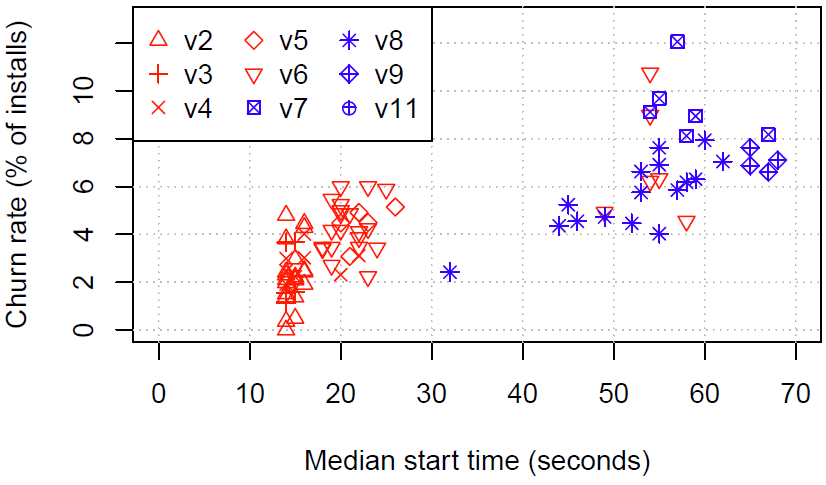 v2 v5 v8
v3 v6 v9
v4 v7 v11
Churn rate (% of installs)
10
8
6
4
2
0
0 10 20 30 40 50 60 70
Median start time (seconds)